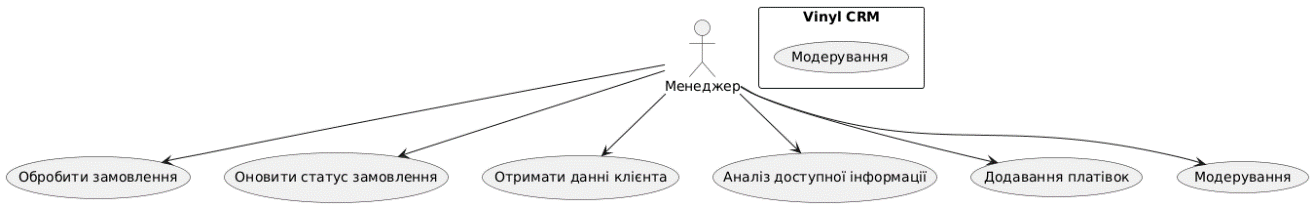 Vinyl CRM
Модерування
Менеджер
Обробити замовлення
Оновити статус замовлення
Отримати данні клієнта
Аналіз доступної інформації
Додавання платівок
Модерування